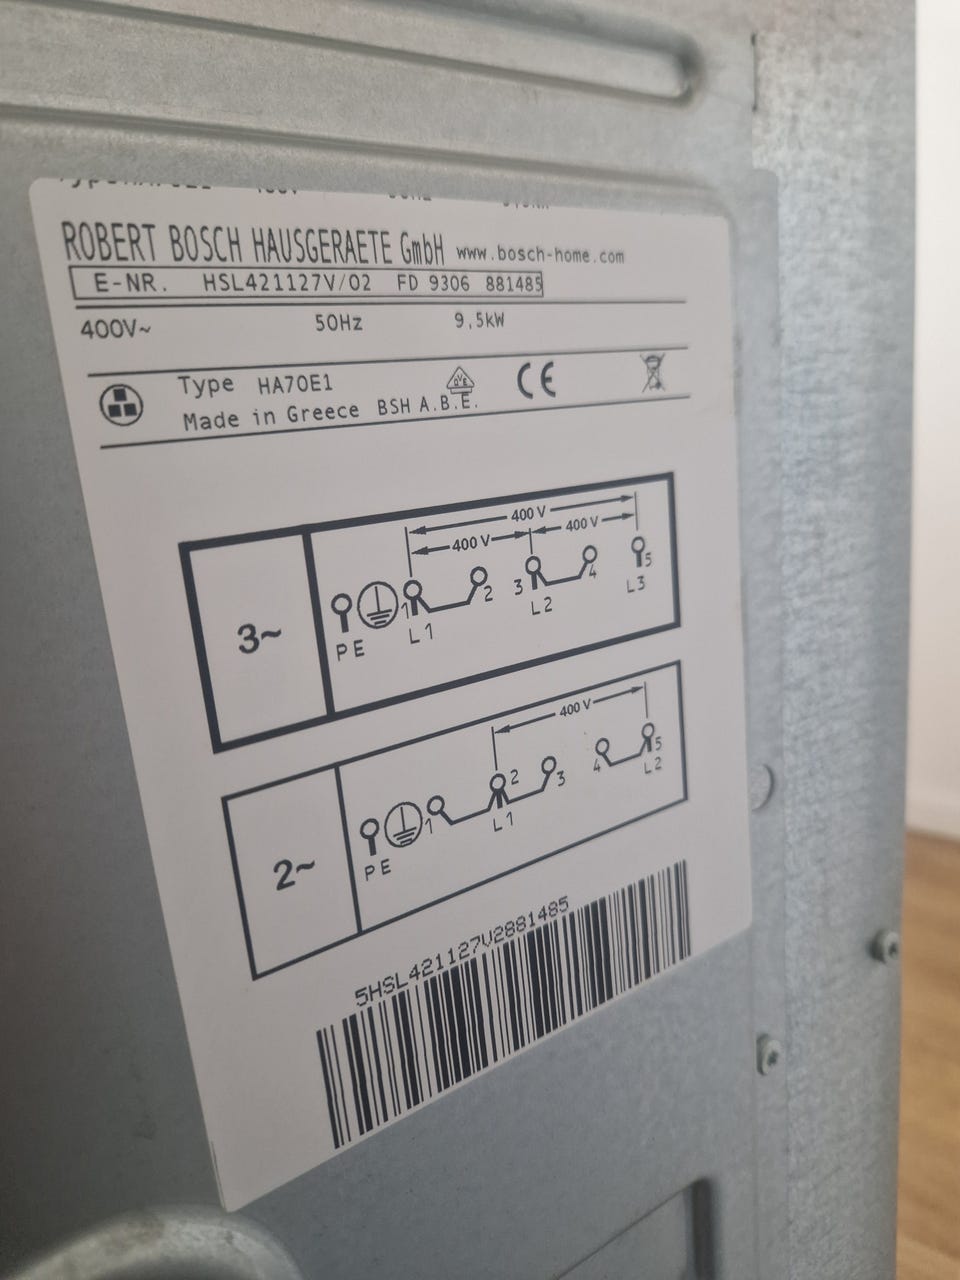 ROBERT BOSCH HAUSGERAETE GmbH www.bosch-home.com
E-NR. HSL421127V/02 FD 9306 881485
400V~ 50Hz 9,5kW
Type HA70E1
Made in Greece BSH A.B.E.
OVE
CE
3~
400 V
400 V 400 V
1 2 3 4 5
PE L1 L2 L3
2~
400 V
1 2 3 4 5
PE L1 L2
5HSL421127V2881485